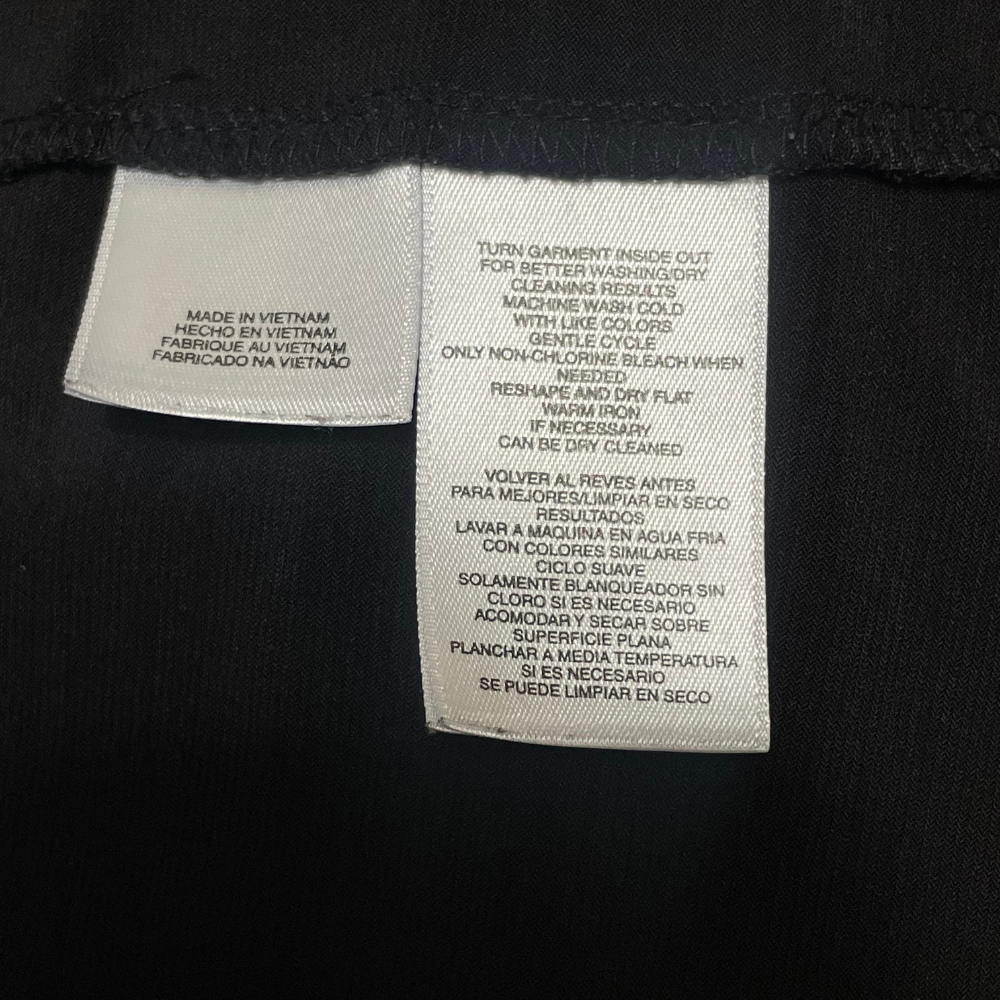 MADE IN VIETNAM
HECHO EN VIETNAM
FABRIQUE AU VIETNAM
FABRICADO NA VIETNÃO
TURN GARMENT INSIDE OUT
FOR BETTER WASHING/DRY
CLEANING RESULTS
MACHINE WASH COLD
WITH LIKE COLORS
GENTLE CYCLE
ONLY NON-CHLORINE BLEACH WHEN
NEEDED
RESHAPE AND DRY FLAT
WARM IRON
IF NECESSARY
CAN BE DRY CLEANED
VOLVER AL REVES ANTES
PARA MEJORES/LIMPIAR EN SECO
RESULTADOS
LAVAR A MAQUINA EN AGUA FRIA
CON COLORES SIMILARES
CICLO SUAVE
SOLAMENTE BLANQUEADOR SIN
CLORO SI ES NECESARIO
ACOMODAR Y SECAR SOBRE
SUPERFICIE PLANA
PLANCHAR A MEDIA TEMPERATURA
SI ES NECESARIO
SE PUEDE LIMPIAR EN SECO